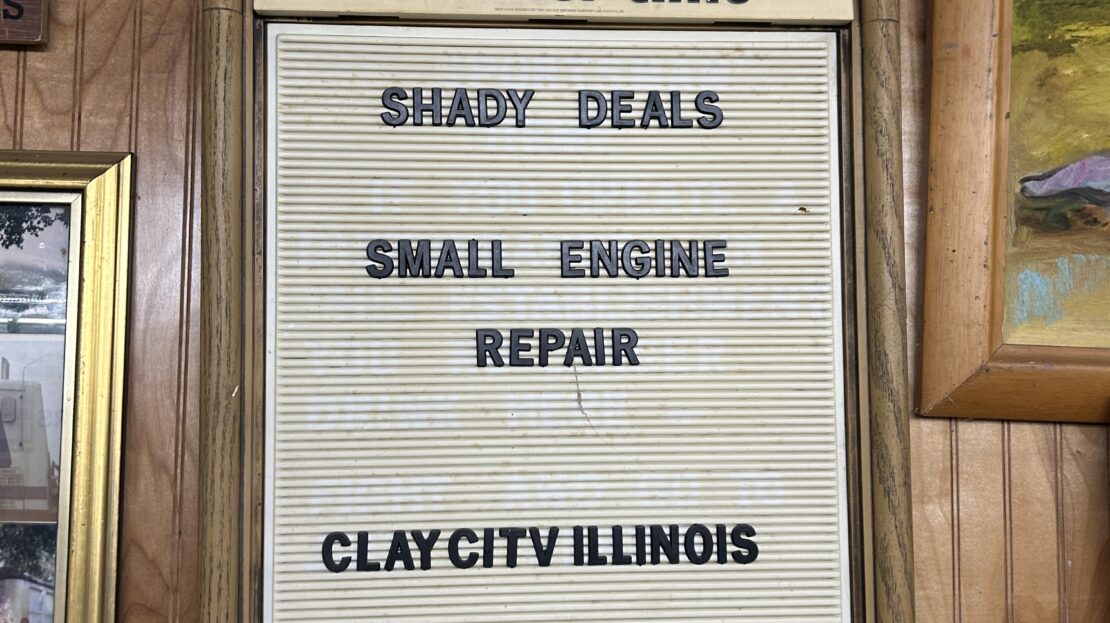 SHADY DEALS
SMALL ENGINE
REPAIR
CLAY CITV ILLINOIS